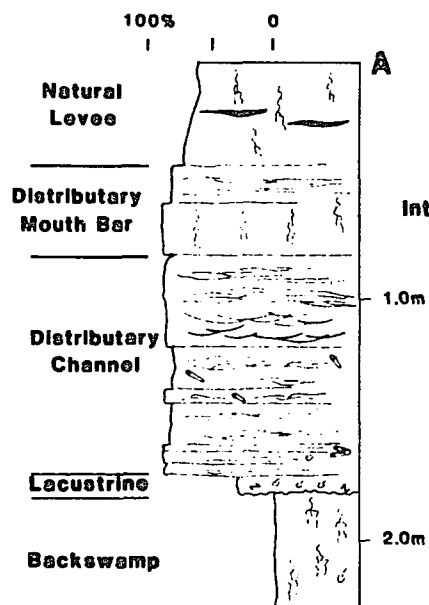 100% 0
A
Natural
Levee
Distributary
Mouth Bar
Int
1.0m
Distributary
Channel
Lacustrine
2.0m
Backswamp